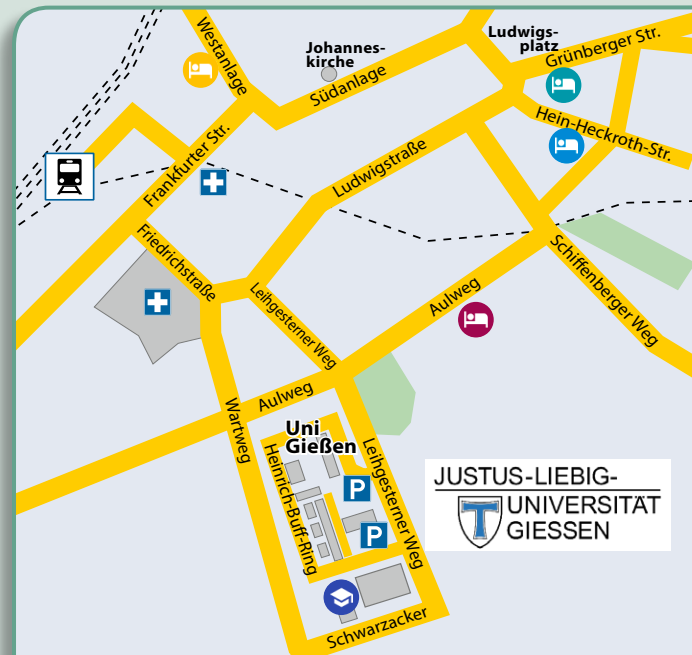 Westanlage
Johannes-
kirche
Südanlage
Ludwigs-
platz
Grünberger Str.
Hein-Heckroth-Str.
Frankfurter Str.
Ludwigstraße
Friedrichstraße
Leihgesterner Weg
Aulweg
Schiffenberger Weg
Aulweg
Wartweg
Uni
Gießen
Heinrich-Buff-Ring
Leihgesterner Weg
P
P
Schwarzacker
JUSTUS-LIEBIG-
UNIVERSITÄT
GIESSEN